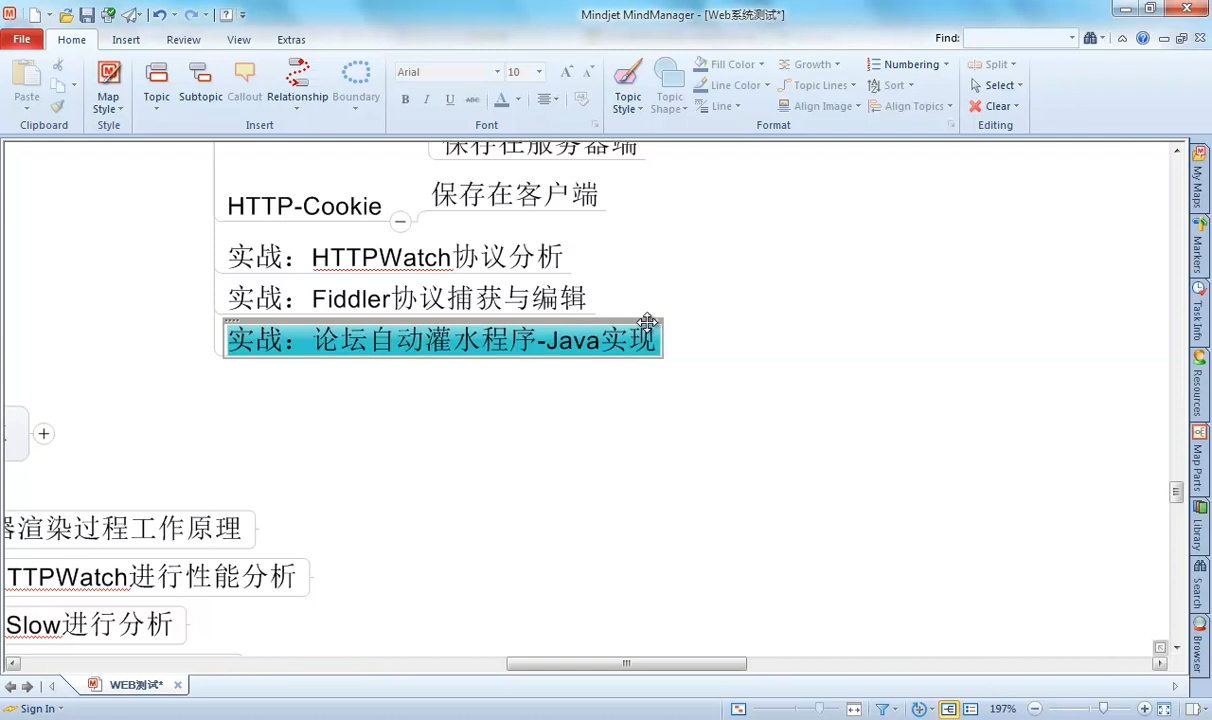 Mindjet MindManager - [Web系统测试*]
File
Home
Insert
Review
View
Extras
Find:
Paste
Clipboard
Map Style
Style
Topic
Subtopic
Callout
Relationship
Boundary
Insert
Arial
10
B I U abc A
Font
Topic Style
Topic Shape
Fill Color
Line Color
Line
Growth
Topic Lines
Align Image
Numbering
Sort
Align Topics
Format
Split
Select
Clear
Editing
保存在服务器端
HTTP-Cookie
保存在客户端
实战：HTTPWatch协议分析
实战：Fiddler协议捕获与编辑
实战：论坛自动灌水程序-Java实现
器渲染过程工作原理
TTPWatch进行性能分析
Slow进行分析
My Maps
Markers
Task Info
Resources
Map Parts
Library
Search
Browser
WEB测试*
Sign In
197%